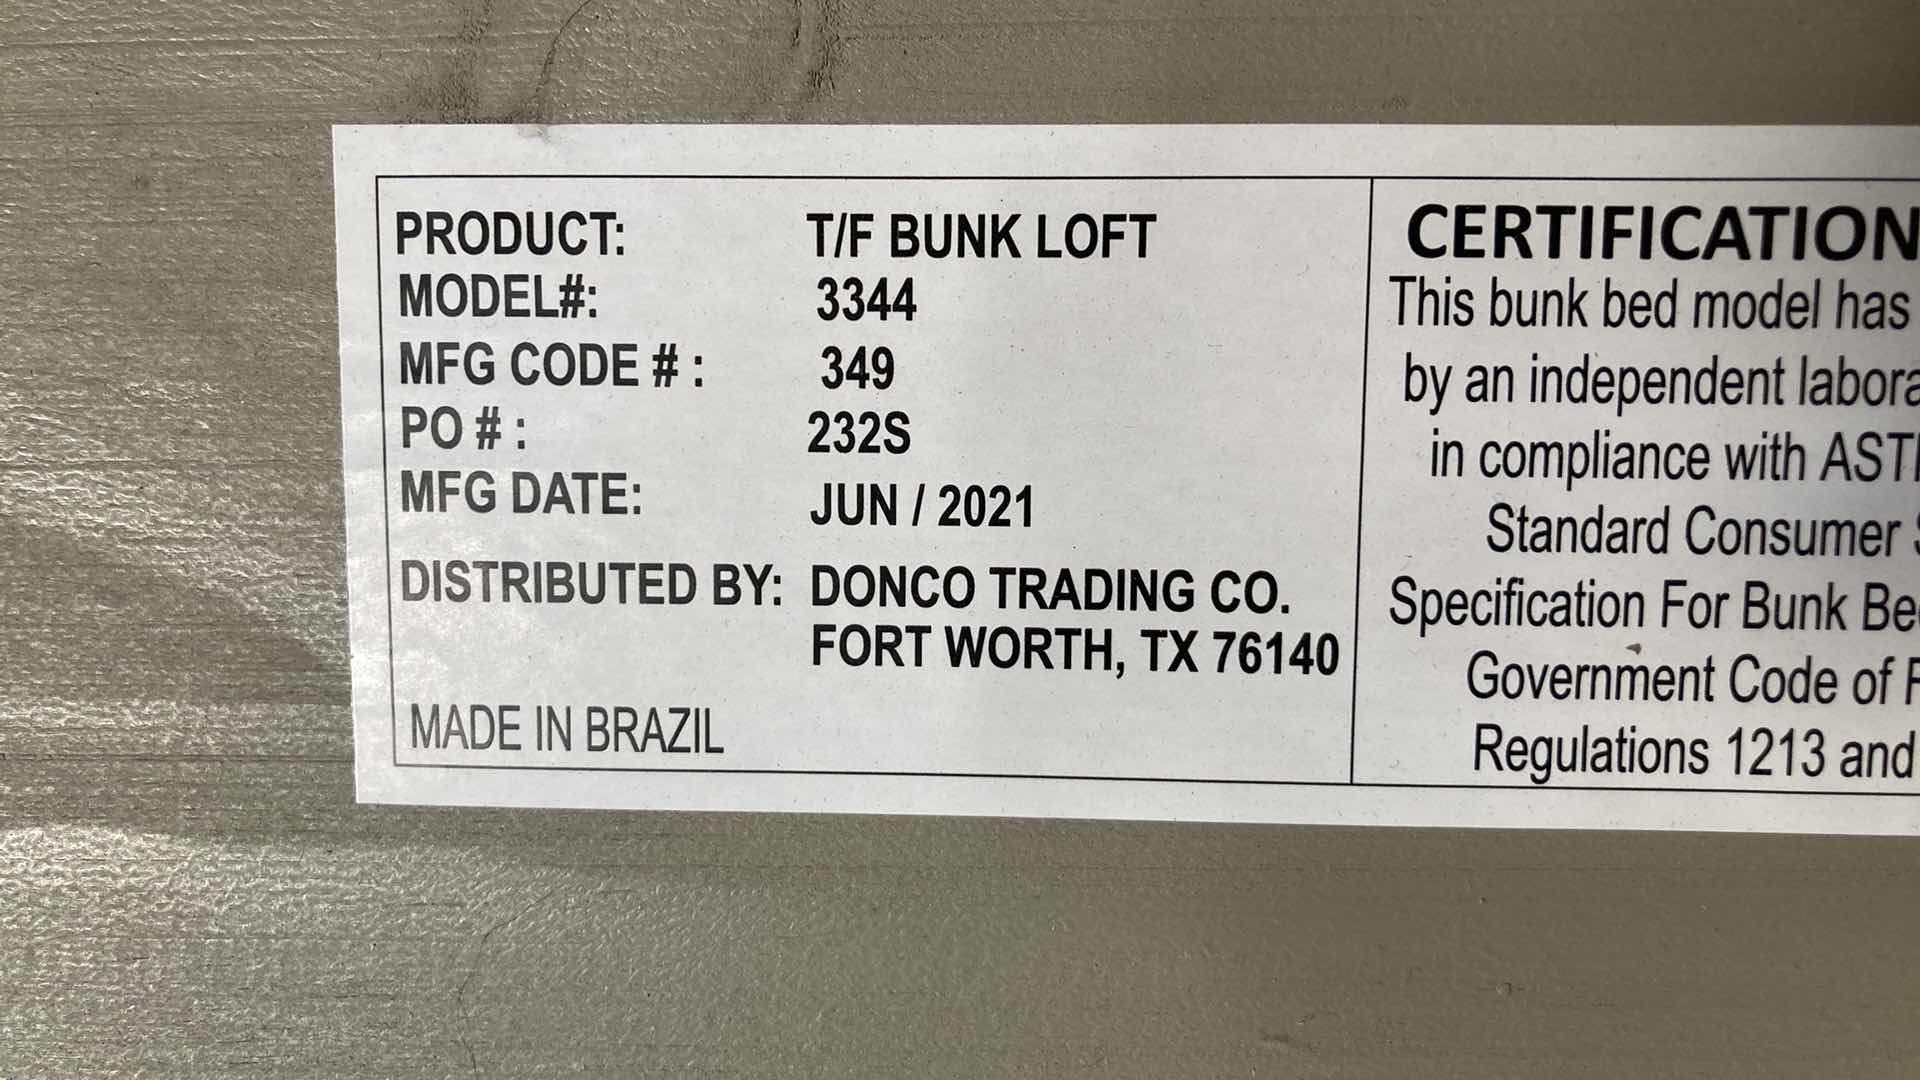 PRODUCT: T/F BUNK LOFT
MODEL#: 3344
MFG CODE # : 349
PO # : 232S
MFG DATE: JUN / 2021
DISTRIBUTED BY: DONCO TRADING CO.
FORT WORTH, TX 76140
MADE IN BRAZIL
CERTIFICATION
This bunk bed model has
by an independent
in compliance with
Standard Consumer
Specification For Bunk
Government Code of
Regulations 1213 and